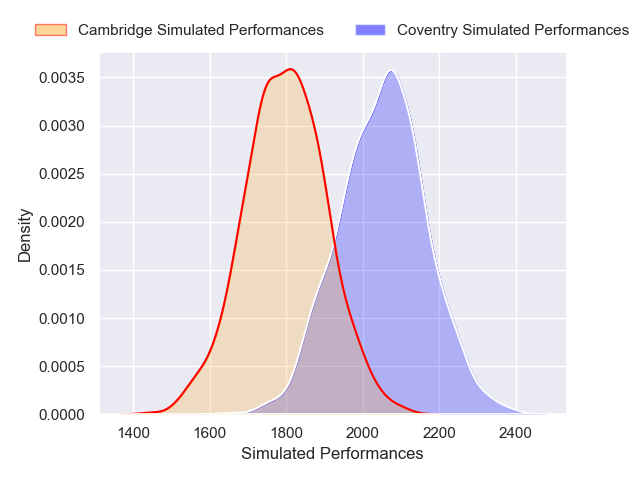 Cambridge Simulated Performances Coventry Simulated Performances
0.0035
0.0030
0.0025
0.0020
0.0015
0.0010
0.0005
0.0000
Density
1400 1600 1800 2000 2200 2400
Simulated Performances